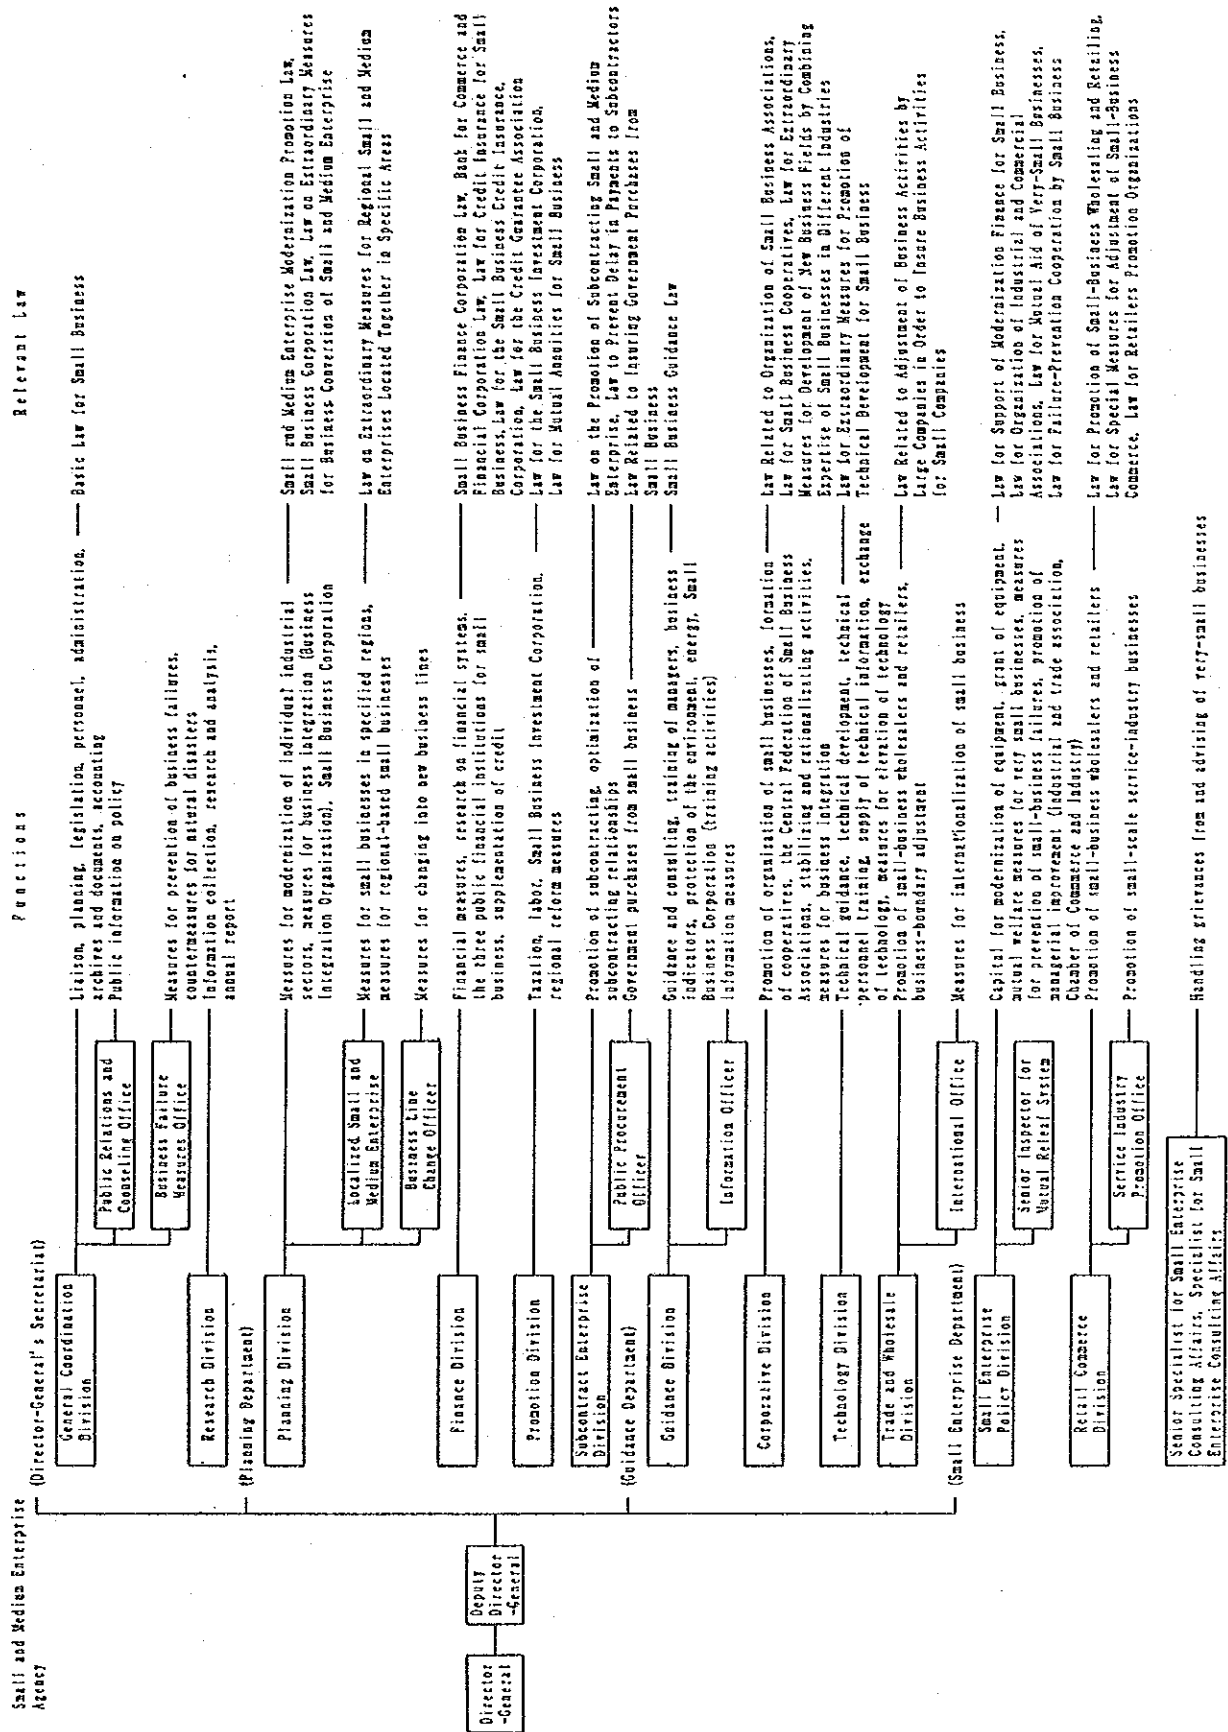 Small and Medium Enterprise
Agency
Functions
Relevant Law
Director
-General
Deputy
Director
-General
(Director-General's Secretariat)
General Coordination
Division
Liaison, planning, legislation, personnel, administration,
archives and documents, accounting
Basic Law for Small Business
Public Relations and
Counseling Office
Public information on policy
Business Failure
Measures Office
Measures for prevention of business failures,
countermeasures for natural disasters
Research Division
Information collection, research and analysis,
annual report
(Planning Department)
Planning Division
Measures for modernization of individual industrial
sectors, measures for business integration (Business
Integration Organization), Small Business Corporation
Small and Medium Enterprise Modernization Promotion Law,
Small Business Corporation Law, Law on Extraordinary Measures
for Business Conversion of Small and Medium Enterprise
Localized Small and
Medium Enterprise
Measures for small businesses in specified regions,
measures for regional-based small businesses
Law on Extraordinary Measures for Regional Small and Medium
Enterprises Located Together in Specific Areas
Business Line
Change Officer
Measures for changing into new business lines
Finance Division
Financial measures, research on financial systems,
the three public financial institutions for small
business, supplementation of credit
Small Business Finance Corporation Law, Bank for Commerce and
Financial Corporation Law, Law for Credit Insurance for Small
Business, Law for the Small Business Credit Insurance,
Corporation, Law for the Credit Guarantee Association
Promotion Division
Taxation, labor, Small Business Investment Corporation,
regional reform measures
Law for the Small Business Investment Corporation,
Law for Mutual Annuities for Small Business
Subcontract Enterprise
Division
Promotion of subcontracting, optimization of
subcontracting relationships
Law on the Promotion of Subcontracting Small and Medium
Enterprise, Law to Prevent Delay in Payments to Subcontractors
Public Procurement
Officer
Government purchases from small business
Law Related to Insuring Government Purchases from
Small Business
(Guidance Department)
Guidance Division
Guidance and consulting, training of managers, business
indicators, protection of the environment, energy, Small
Business Corporation (training activities)
Small Business Guidance Law
Information Officer
Information measures
Corporative Division
Promotion of organization of small businesses, formation
of cooperatives, the Central Federation of Small Business
Associations, stabilizing and rationalizating activities,
measures for business integration
Law Related to Organization of Small Business Associations,
Law for Small Business Cooperatives, Law for Extraordinary
Measures for Development of New Business Fields by Combining
Expertise of Small Businesses in Different Industries
Technology Division
Technical guidance, technical development, technical
personnel training, supply of technical information, exchange
of technology, measures for elevation of technology
Law for Extraordinary Measures for Promotion of
Technical Development for Small Business
Trade and Wholesale
Division
Promotion of small-business wholesalers and retailers,
business-boundary adjustment
Law Related to Adjustment of Business Activities by
Large Companies in Order to Insure Business Activities
for Small Companies
International Office
Measures for internationalization of small business
(Small Enterprise Department)
Small Enterprise
Policy Division
Capital for modernization of equipment, grant of equipment,
mutual welfare measures for very small businesses, measures
for prevention of small-business failures, promotion of
managerial improvement (Industrial and trade association,
Chamber of Commerce and Industry)
Law for Support of Modernization Finance for Small Business,
Law for Organization of Industrial and Commercial
Associations, Law for Mutual Aid of Very-Small Businesses,
Law for Failure-Prevention Cooperation by Small Business
Senior Inspector for
Mutual Releaf System
Retail Commerce
Division
Promotion of small-business wholesalers and retailers
Law for Promotion of Small-Business Wholesaling and Retailing,
Law for Special Measures for Adjustment of Small-Business
Commerce, Law for Retailers Promotion Organizations
Service Industry
Promotion Office
Promotion of small-scale service-industry businesses
Senior Specialist for Small Enterprise
Consulting Affairs, Specialist for Small
Enterprise Consulting Affairs
Handling grievances from and advising of very-small businesses